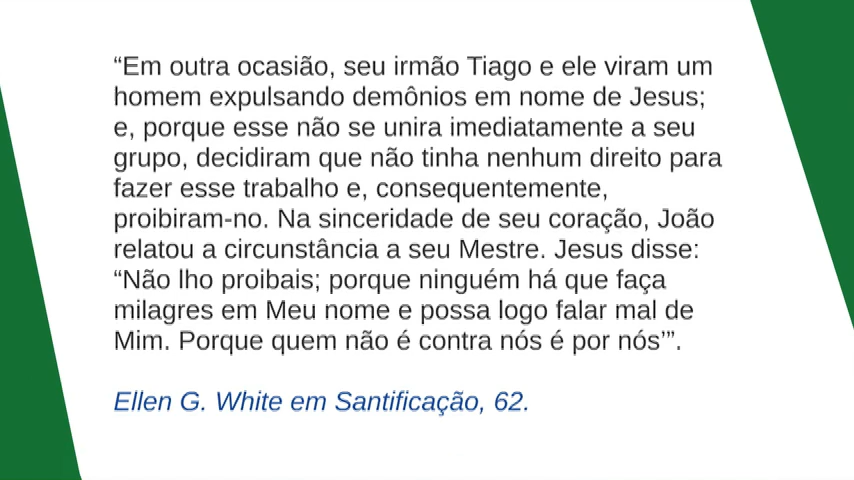 “Em outra ocasião, seu irmão Tiago e ele viram um
homem expulsando demônios em nome de Jesus;
e, porque esse não se unira imediatamente a seu
grupo, decidiram que não tinha nenhum direito para
fazer esse trabalho e, consequentemente,
proibiram-no. Na sinceridade de seu coração, João
relatou a circunstância a seu Mestre. Jesus disse:
“Não lho proibais; porque ninguém há que faça
milagres em Meu nome e possa logo falar mal de
Mim. Porque quem não é contra nós é por nós’”.
Ellen G. White em Santificação, 62.